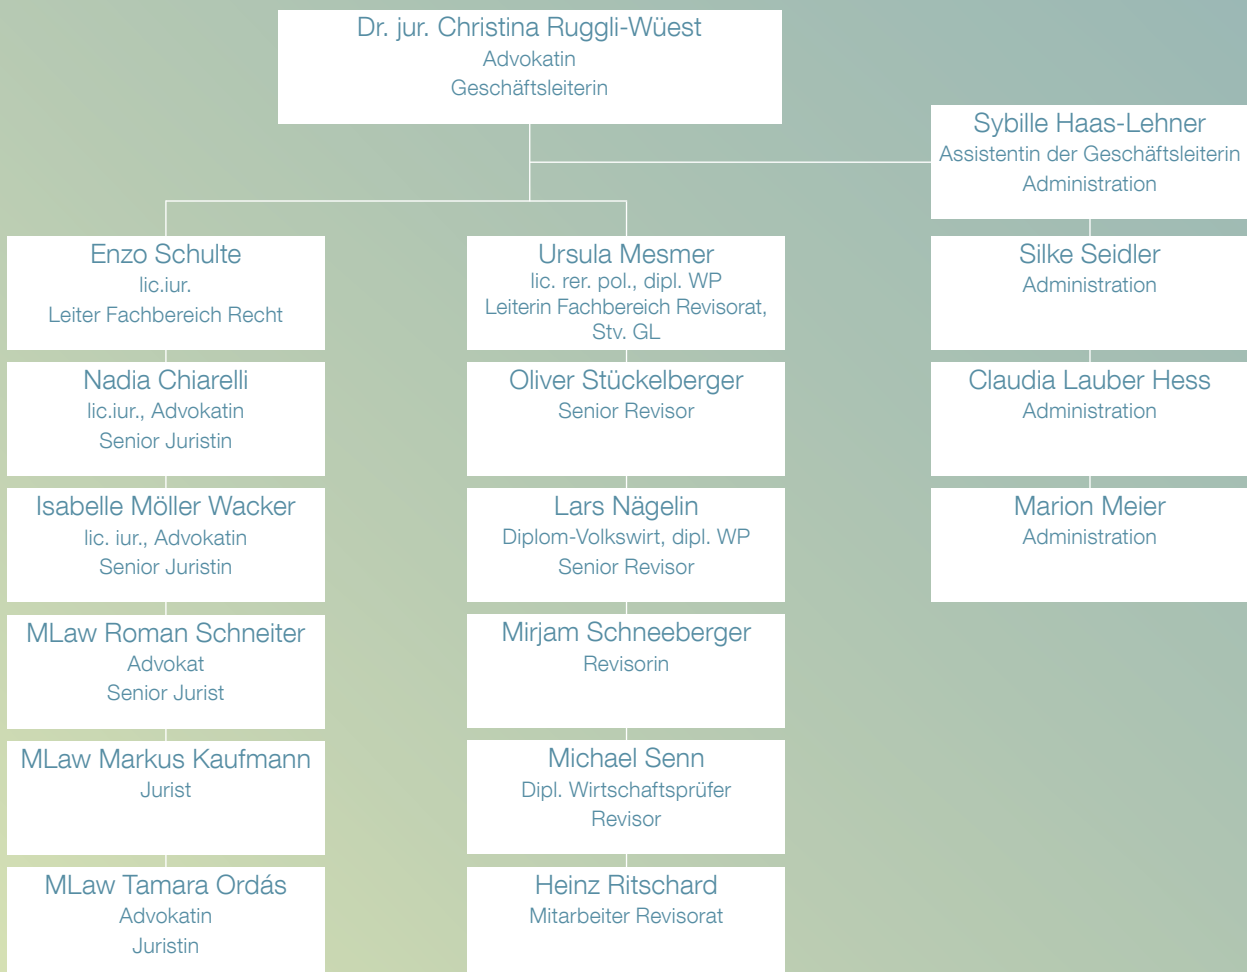 Dr. jur. Christina Ruggli-Wüest
Advokatin
Geschäftsleiterin
Sybille Haas-Lehner
Assistentin der Geschäftsleiterin
Administration
Enzo Schulte
lic.iur.
Leiter Fachbereich Recht
Nadia Chiarelli
lic.iur., Advokatin
Senior Juristin
Isabelle Möller Wacker
lic. iur., Advokatin
Senior Juristin
MLaw Roman Schneiter
Advokat
Senior Jurist
MLaw Markus Kaufmann
Jurist
MLaw Tamara Ordás
Advokatin
Juristin
Ursula Mesmer
lic. rer. pol., dipl. WP
Leiterin Fachbereich Revisorat,
Stv. GL
Oliver Stückelberger
Senior Revisor
Lars Nägelin
Diplom-Volkswirt, dipl. WP
Senior Revisor
Mirjam Schneeberger
Revisorin
Michael Senn
Dipl. Wirtschaftsprüfer
Revisor
Heinz Ritschard
Mitarbeiter Revisorat
Silke Seidler
Administration
Claudia Lauber Hess
Administration
Marion Meier
Administration